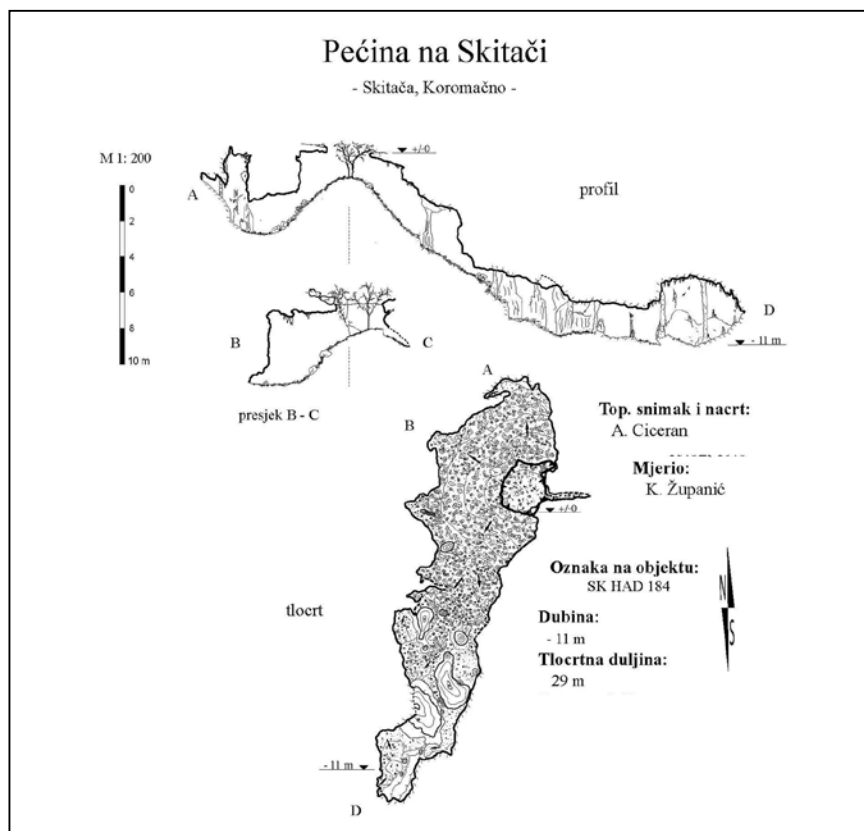 Pećina na Skitači
- Skitača, Koromačno -
M 1: 200
0
2
4
6
8
10 m
A
+/-0
profil
D
- 11 m
B
C
presjek B - C
A
B
+/-0
tlocrt
- 11 m
D
Top. snimak i nacrt:
A. Ciceran
Mjerio:
K. Županić
Oznaka na objektu:
SK HAD 184
Dubina:
- 11 m
Tlocrtna duljina:
29 m
N
S